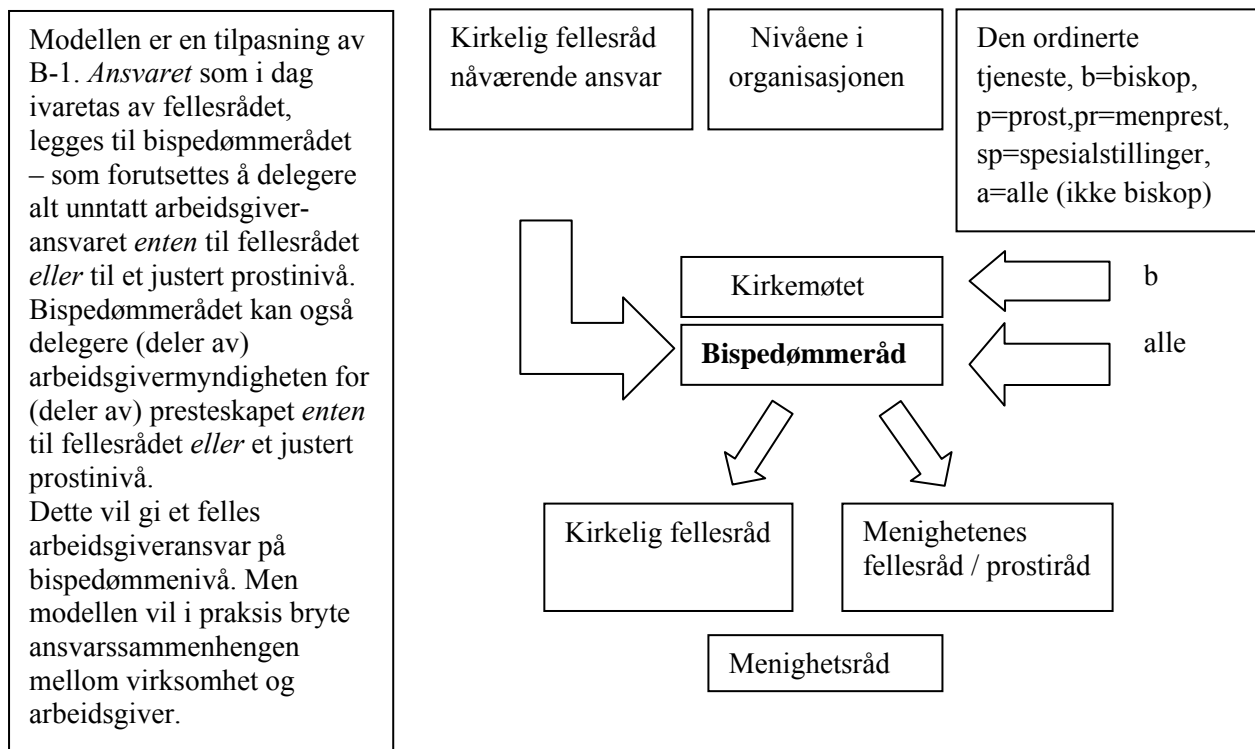 Modellen er en tilpasning av
B-1. Ansvaret som i dag
ivaretas av fellesrådet,
legges til bispedømmerådet
– som forutsettes å delegere
alt unntatt arbeidsgiver-
ansvaret enten til fellesrådet
eller til et justert prostinivå.
Bispedømmerådet kan også
delegere (deler av)
arbeidsgivermyndigheten for
(deler av) presteskapet enten
til fellesrådet eller et justert
prostinivå.
Dette vil gi et felles
arbeidsgiveransvar på
bispedømmenivå. Men
modellen vil i praksis bryte
ansvarssammenhengen
mellom virksomhet og
arbeidsgiver.
Kirkelig fellesråd
nåværende ansvar
Nivåene i
organisasjonen
Den ordinerte
tjeneste, b=biskop,
p=prost,pr=menprest,
sp=spesialstillinger,
a=alle (ikke biskop)
Kirkemøtet
b
Bispedømmeråd
alle
Kirkelig fellesråd
Menighetenes
fellesråd / prostiråd
Menighetsråd